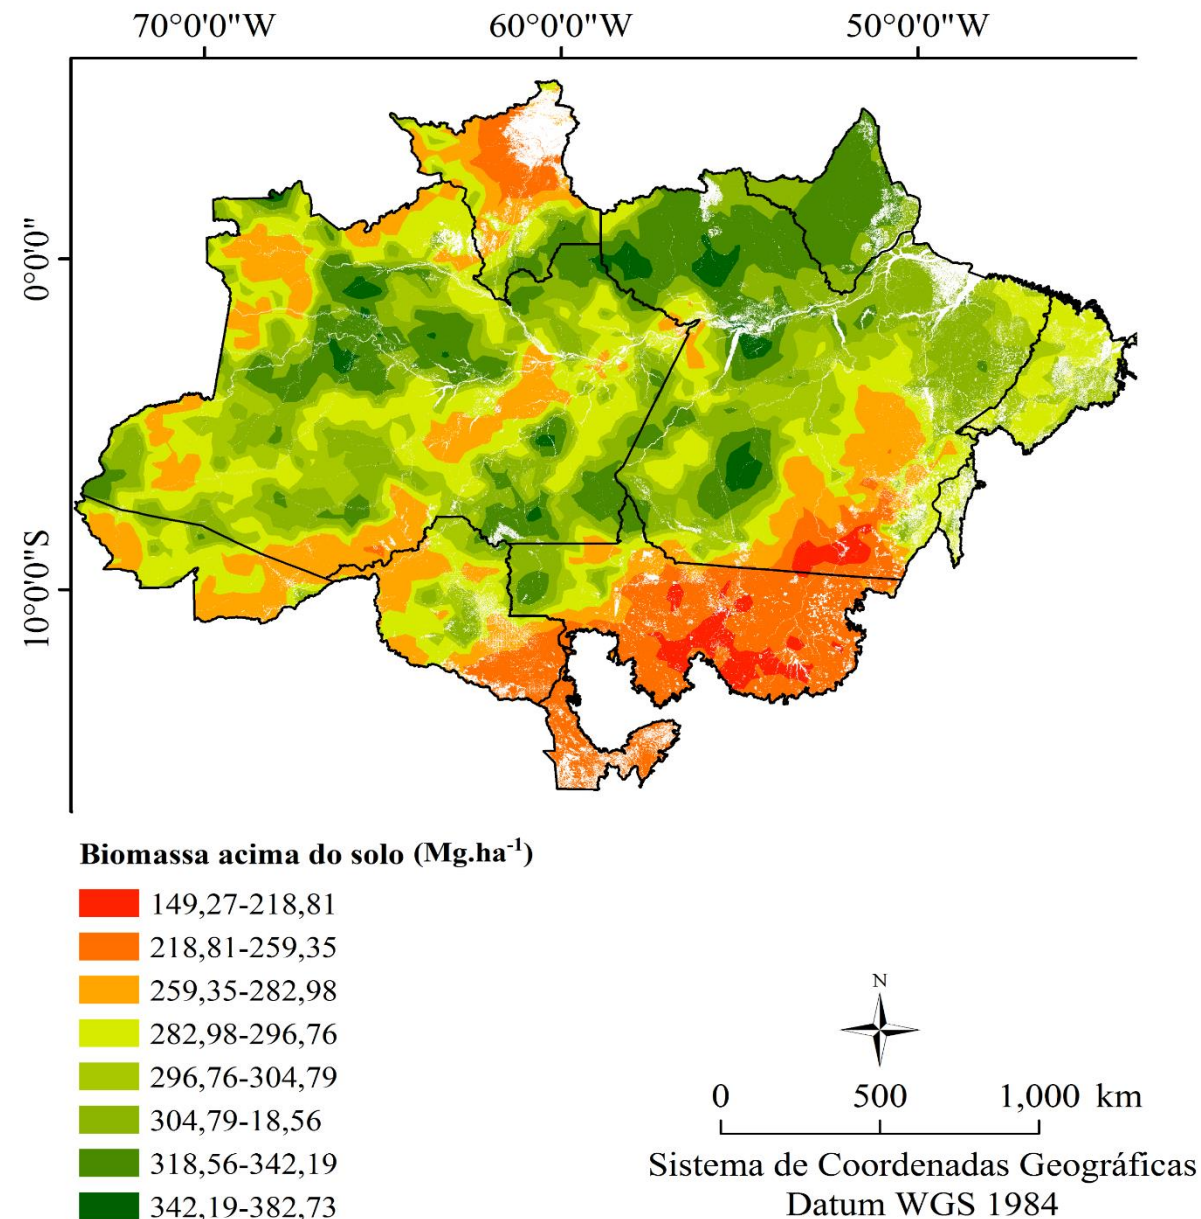 70°0'0"W 60°0'0"W 50°0'0"W
0°0'0"
10°0'0"S
Biomassa acima do solo (Mg.ha⁻¹)
149,27-218,81
218,81-259,35
259,35-282,98
282,98-296,76
296,76-304,79
304,79-18,56
318,56-342,19
342,19-382,73
N
0 500 1,000 km
Sistema de Coordenadas Geográficas
Datum WGS 1984